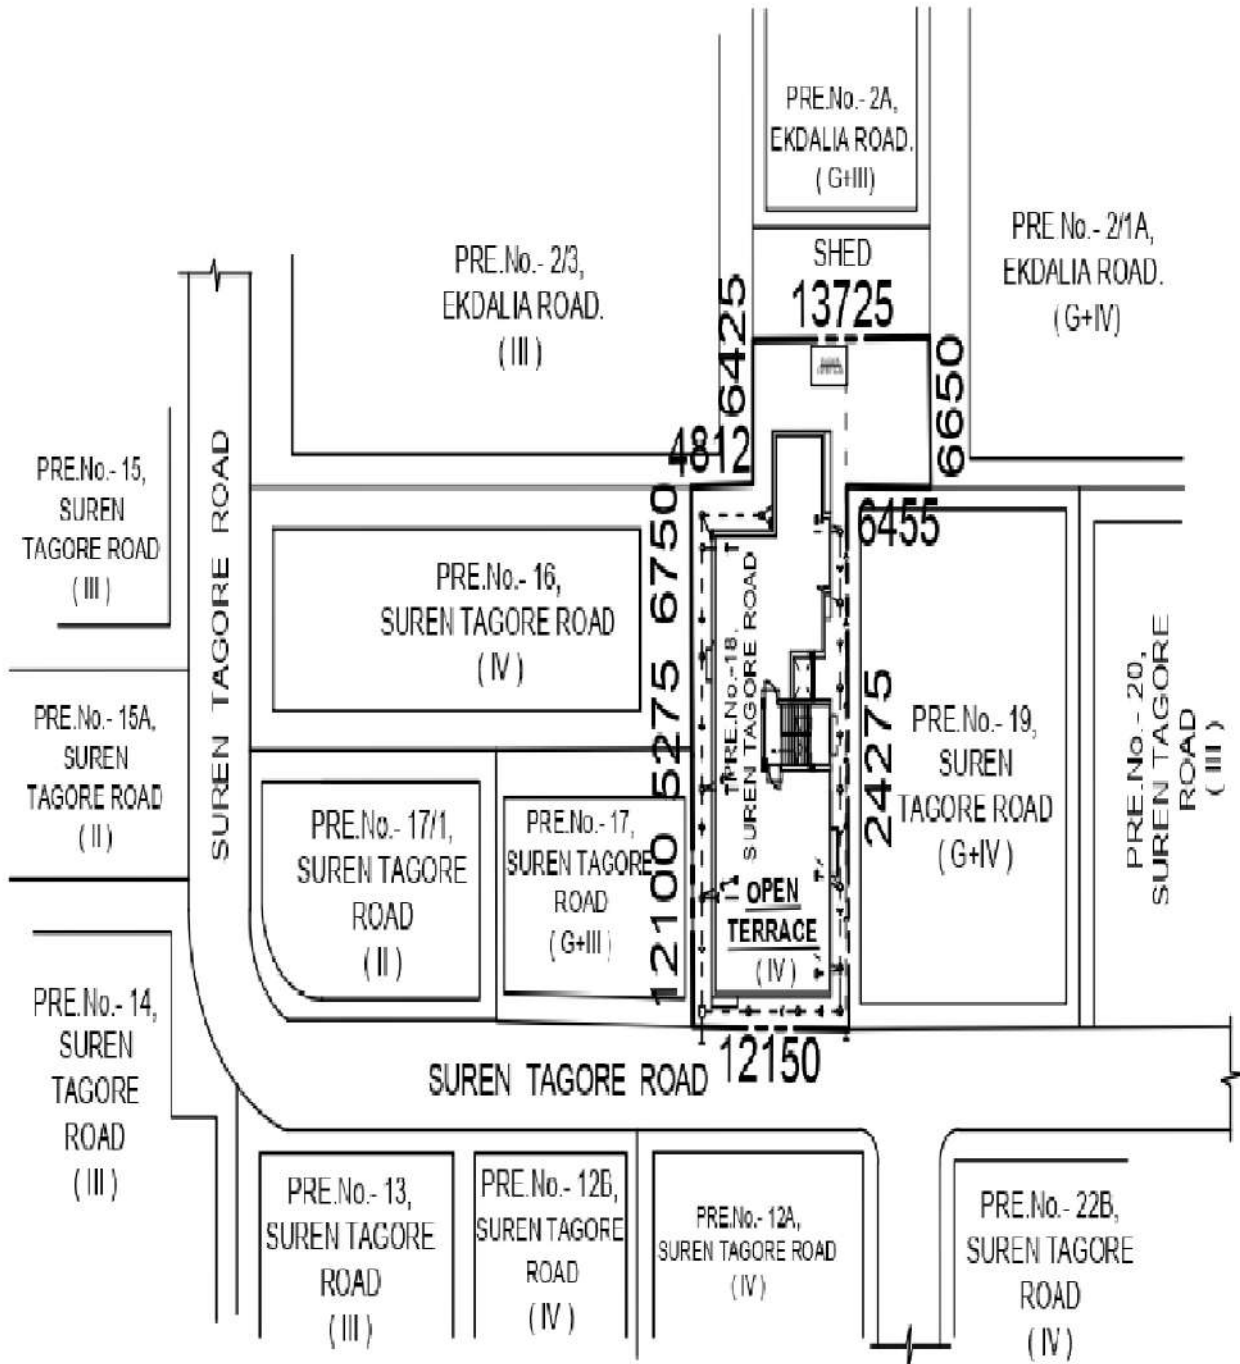 PRE.No.- 2A,
EKDALIA ROAD.
( G+III)
PRE.No.- 2/3,
EKDALIA ROAD.
( III )
SHED
13725
PRE No.- 2/1A,
EKDALIA ROAD.
( G+IV)
6425
4812
6650
6455
PRE.No.- 15,
SUREN
TAGORE ROAD
( III )
SUREN TAGORE ROAD
PRE.No.- 16,
SUREN TAGORE ROAD
( IV )
6750
5275
12100
PRE.No.-18,
SUREN TAGORE ROAD
OPEN
TERRACE
( IV )
24275
PRE.No.- 19,
SUREN
TAGORE ROAD
( G+IV )
PRE.No.- 20,
SUREN TAGORE
ROAD
( III )
PRE.No.- 15A,
SUREN
TAGORE ROAD
( II )
PRE.No.- 17/1,
SUREN TAGORE
ROAD
( II )
PRE.No.- 17,
SUREN TAGORE
ROAD
( G+III )
PRE.No.- 14,
SUREN
TAGORE
ROAD
( III )
SUREN TAGORE ROAD
12150
PRE.No.- 13,
SUREN TAGORE
ROAD
( III )
PRE.No.- 12B,
SUREN TAGORE
ROAD
( IV )
PRE.No.- 12A,
SUREN TAGORE ROAD
( IV )
PRE.No.- 22B,
SUREN TAGORE
ROAD
( IV )